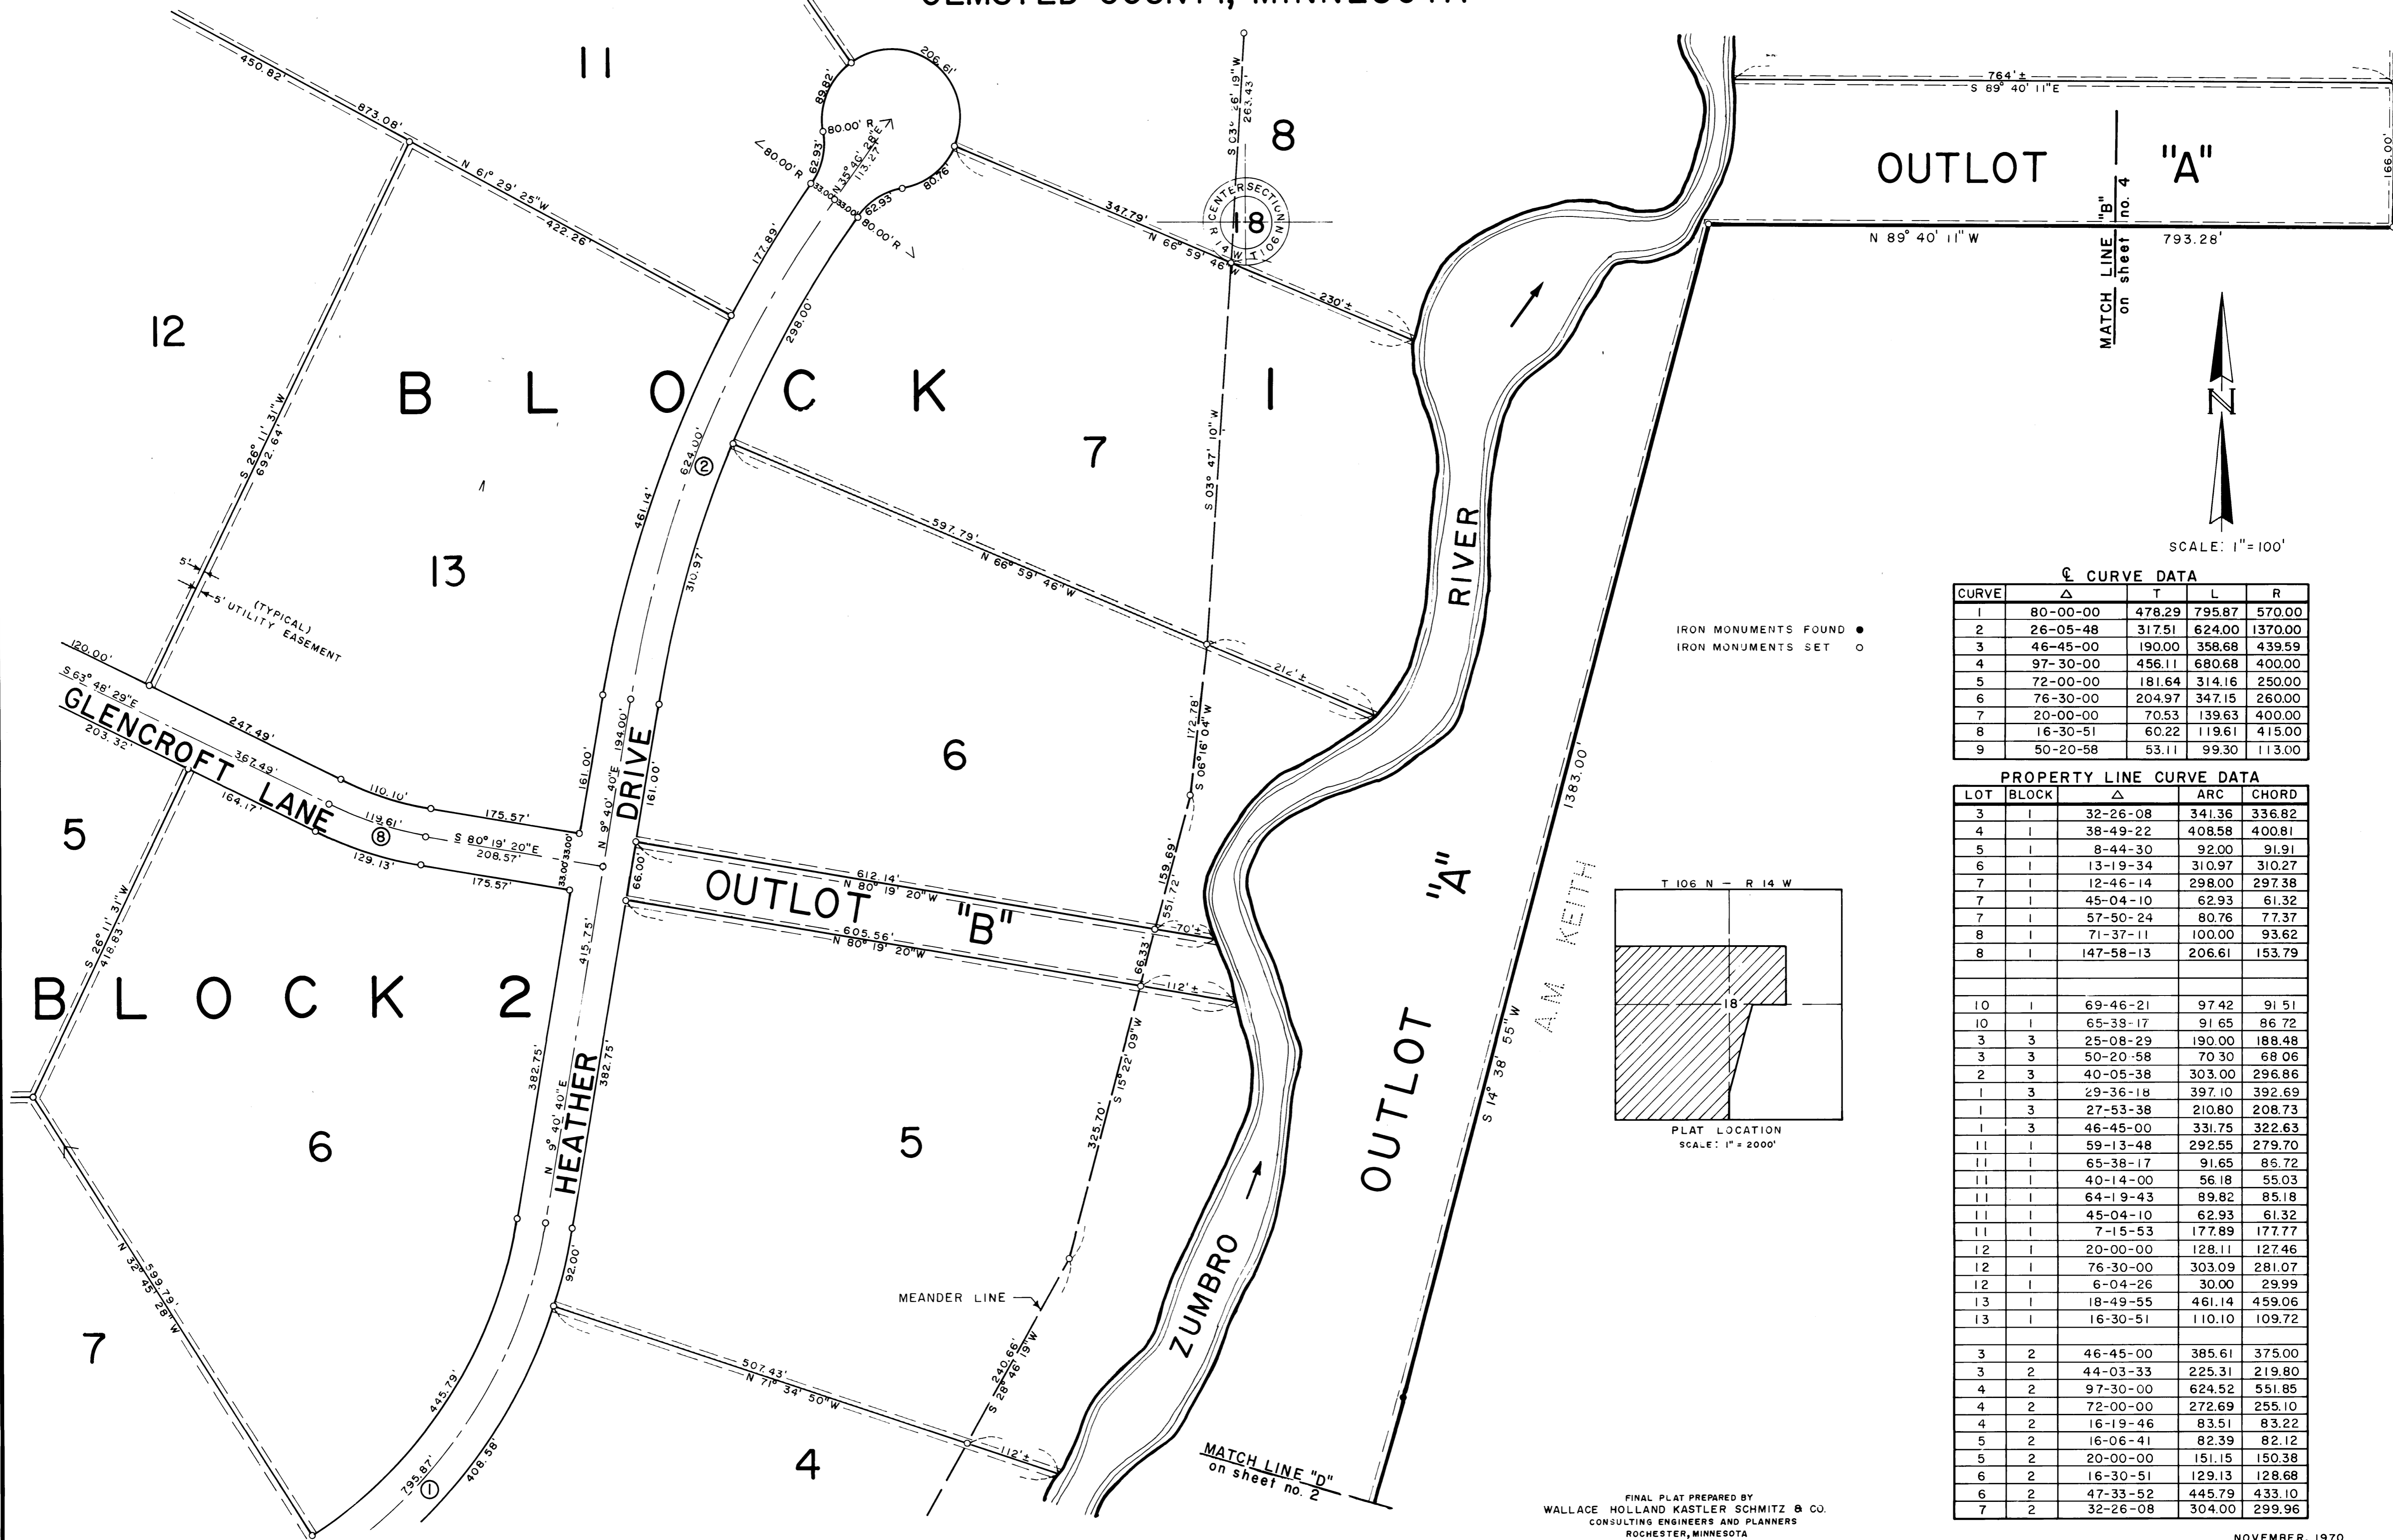 OLMSTED COUNTY, MINNESOTA
11
450.82'
873.08'
N 61° 29' 25" W
422.26'
89.82'
206.61'
80.00' R
62.93'
80.00' R
N 35° 46' 28" E
113.27'
33.00'
33.00'
62.93'
80.76'
80.00' R
177.89'
298.00'
347.79'
N 66° 59' 46" W
230' ±
263.43'
8
CENTER SECTION
18
R 14 W
T 106 N
764' ±
S 89° 40' 11" E
OUTLOT "A"
166.00'
N 89° 40' 11" W
793.28'
MATCH LINE "B"
on sheet no. 4
N
SCALE: 1" = 100'
12
S 26° 11' 31" W
692.64'
BLOCK 1
7
S 03° 47' 10" W
624.00'
2
461.14'
310.97'
597.79'
N 66° 59' 46" W
212' ±
13
5'
5' UTILITY EASEMENT
(TYPICAL)
RIVER
IRON MONUMENTS FOUND ●
IRON MONUMENTS SET ○
120.00'
S 63° 48' 29" E
GLENCROFT LANE
203.32'
247.49'
367.49'
164.17'
110.10'
119.61'
8
129.13'
175.57'
S 80° 19' 20" E
208.57'
175.57'
161.00'
194.00'
N 9° 40' 40" E
161.00'
DRIVE
33.00'
33.00'
66.00'
6
172.78'
S 06° 16' 04" W
159.69'
551.72'
612.14'
N 80° 19' 20" W
OUTLOT "B"
605.56'
N 80° 19' 20" W
70' ±
66.33'
112' ±
1383.00'
OUTLOT "A"
S 14° 38' 55" W
A.M. KEITH
5
S 26° 11' 31" W
418.83'
BLOCK 2
6
415.75'
382.75'
382.75'
N 9° 40' 40" E
HEATHER
92.00'
5
S 15° 22' 09" W
325.70'
MEANDER LINE
240.66'
S 28° 46' 19" W
507.43'
N 71° 34' 50" W
112' ±
4
7
599.79'
N 32° 45' 28" W
445.79'
795.87'
1
408.58'
ZUMBRO
MATCH LINE "D"
on sheet no. 2
T 106 N - R 14 W
18
PLAT LOCATION
SCALE: 1" = 2000'
℄ CURVE DATA
CURVE △ T L R
1 80-00-00 478.29 795.87 570.00
2 26-05-48 317.51 624.00 1370.00
3 46-45-00 190.00 358.68 439.59
4 97-30-00 456.11 680.68 400.00
5 72-00-00 181.64 314.16 250.00
6 76-30-00 204.97 347.15 260.00
7 20-00-00 70.53 139.63 400.00
8 16-30-51 60.22 119.61 415.00
9 50-20-58 53.11 99.30 113.00
PROPERTY LINE CURVE DATA
LOT BLOCK △ ARC CHORD
3 1 32-26-08 341.36 336.82
4 1 38-49-22 408.58 400.81
5 1 8-44-30 92.00 91.91
6 1 13-19-34 310.97 310.27
7 1 12-46-14 298.00 297.38
7 1 45-04-10 62.93 61.32
7 1 57-50-24 80.76 77.37
8 1 71-37-11 100.00 93.62
8 1 147-58-13 206.61 153.79
10 1 69-46-21 97.42 91.51
10 1 65-38-17 91.65 86.72
3 3 25-08-29 190.00 188.48
3 3 50-20-58 70.30 68.06
2 3 40-05-38 303.00 296.86
1 3 29-36-18 397.10 392.69
1 3 27-53-38 210.80 208.73
1 3 46-45-00 331.75 322.63
11 1 59-13-48 292.55 279.70
11 1 65-38-17 91.65 86.72
11 1 40-14-00 56.18 55.03
11 1 64-19-43 89.82 85.18
11 1 45-04-10 62.93 61.32
11 1 7-15-53 177.89 177.77
12 1 20-00-00 128.11 127.46
12 1 76-30-00 303.09 281.07
12 1 6-04-26 30.00 29.99
13 1 18-49-55 461.14 459.06
13 1 16-30-51 110.10 109.72
3 2 46-45-00 385.61 375.00
3 2 44-03-33 225.31 219.80
4 2 97-30-00 624.52 551.85
4 2 72-00-00 272.69 255.10
4 2 16-19-46 83.51 83.22
5 2 16-06-41 82.39 82.12
5 2 20-00-00 151.15 150.38
6 2 16-30-51 129.13 128.68
6 2 47-33-52 445.79 433.10
7 2 32-26-08 304.00 299.96
FINAL PLAT PREPARED BY
WALLACE HOLLAND KASTLER SCHMITZ & CO.
CONSULTING ENGINEERS AND PLANNERS
ROCHESTER, MINNESOTA
NOVEMBER, 1970